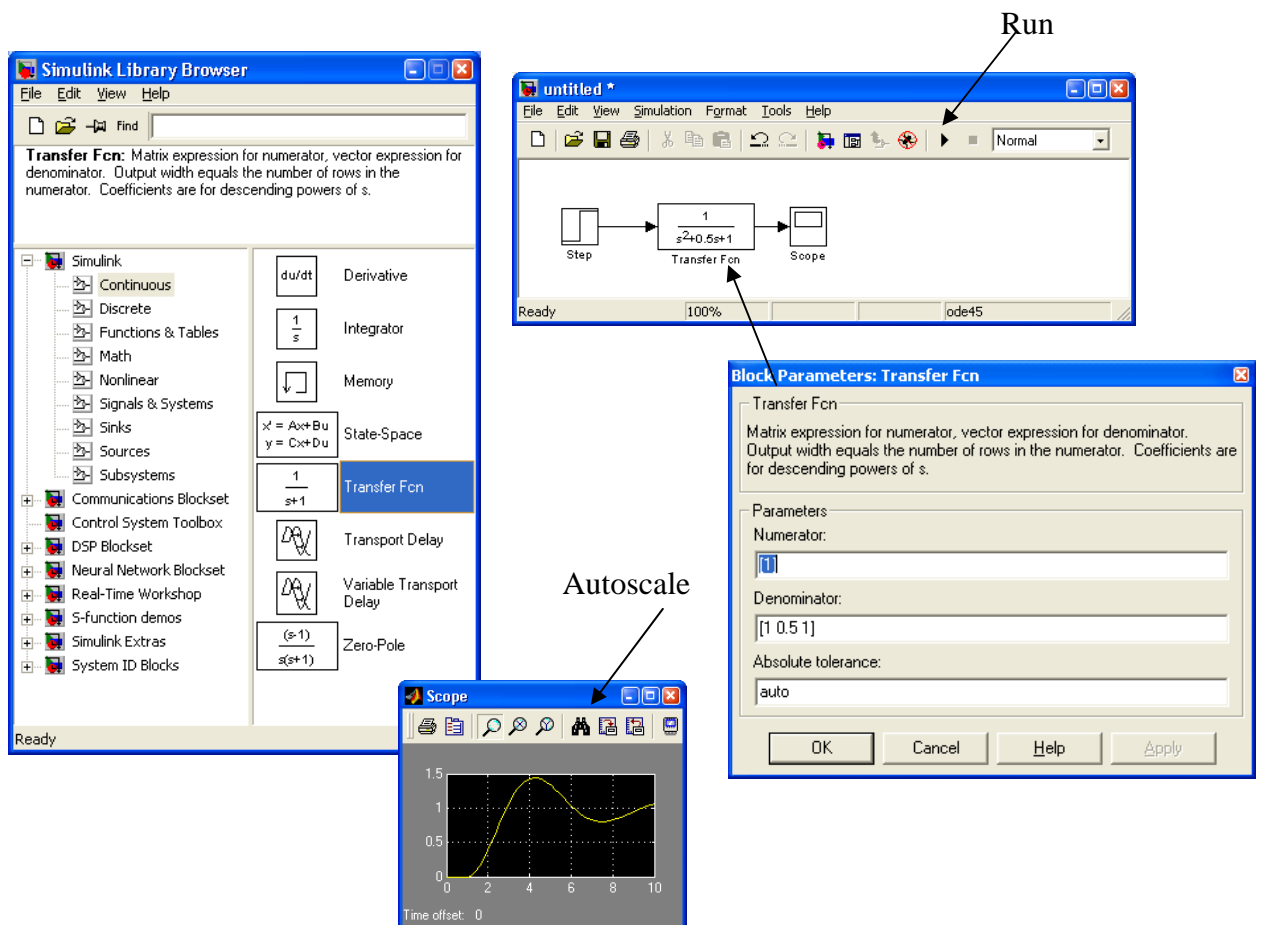 Run
Simulink Library Browser
File Edit View Help
Find
Transfer Fcn: Matrix expression for numerator, vector expression for
denominator. Output width equals the number of rows in the
numerator. Coefficients are for descending powers of s.
Simulink
Continuous
Discrete
Functions & Tables
Math
Nonlinear
Signals & Systems
Sinks
Sources
Subsystems
Communications Blockset
Control System Toolbox
DSP Blockset
Neural Network Blockset
Real-Time Workshop
S-function demos
Simulink Extras
System ID Blocks
du/dt Derivative
1
s
Integrator
Memory
x' = Ax+Bu
y = Cx+Du
State-Space
1
s+1
Transfer Fcn
Transport Delay
Variable Transport
Delay
(s-1)
s(s+1)
Zero-Pole
Ready
untitled *
File Edit View Simulation Format Tools Help
Normal
1
s²+0.5s+1
Step Transfer Fcn Scope
Ready 100% ode45
Block Parameters: Transfer Fcn
Transfer Fcn
Matrix expression for numerator, vector expression for denominator.
Output width equals the number of rows in the numerator. Coefficients are
for descending powers of s.
Parameters
Numerator:
[1]
Denominator:
[1 0.5 1]
Absolute tolerance:
auto
OK Cancel Help Apply
Autoscale
Scope
1.5
1
0.5
0
0 2 4 6 8 10
Time offset: 0